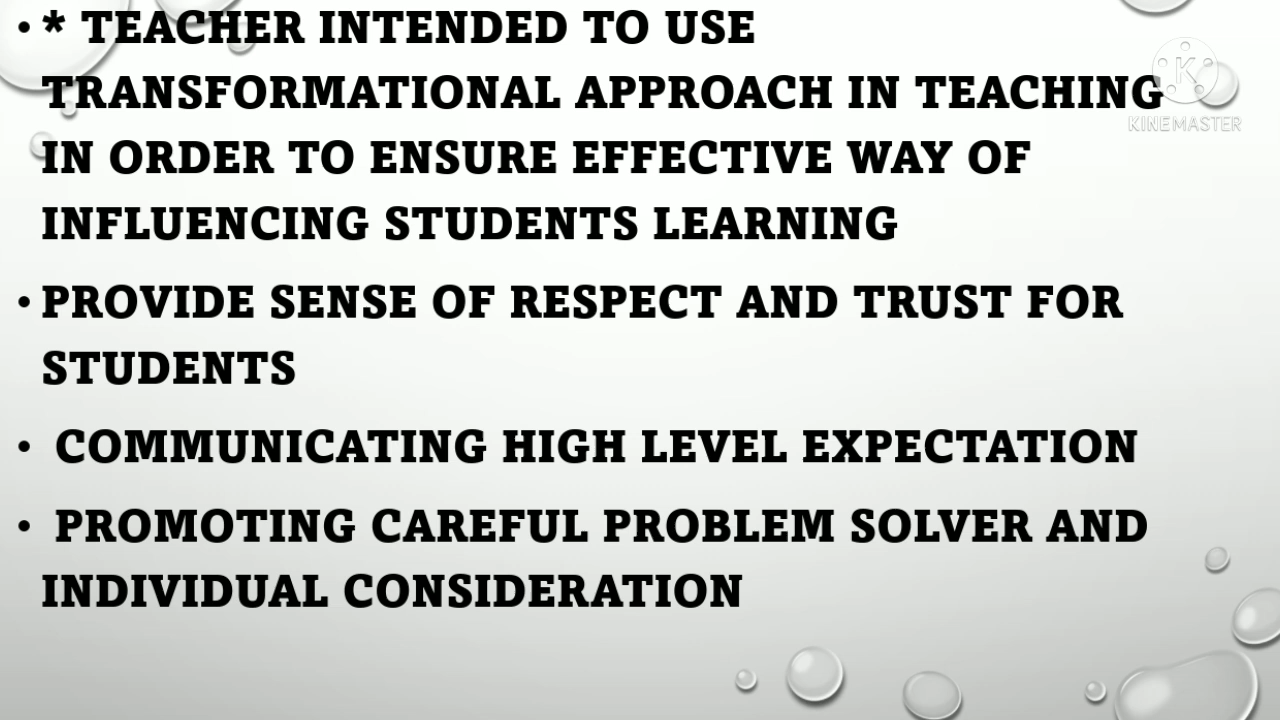 • * TEACHER INTENDED TO USE
TRANSFORMATIONAL APPROACH IN TEACHING
IN ORDER TO ENSURE EFFECTIVE WAY OF
INFLUENCING STUDENTS LEARNING
• PROVIDE SENSE OF RESPECT AND TRUST FOR
STUDENTS
• COMMUNICATING HIGH LEVEL EXPECTATION
• PROMOTING CAREFUL PROBLEM SOLVER AND
INDIVIDUAL CONSIDERATION
K
KINEMASTER